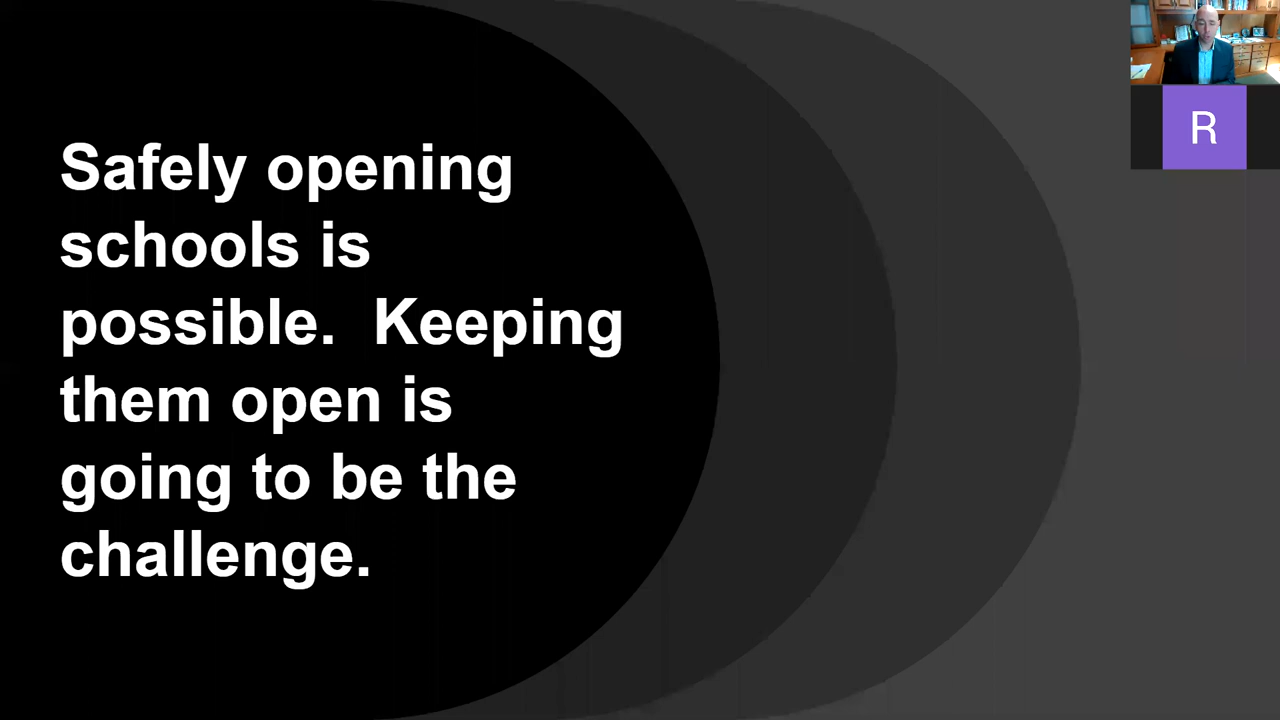 Safely opening
schools is
possible.  Keeping
them open is
going to be the
challenge.
R